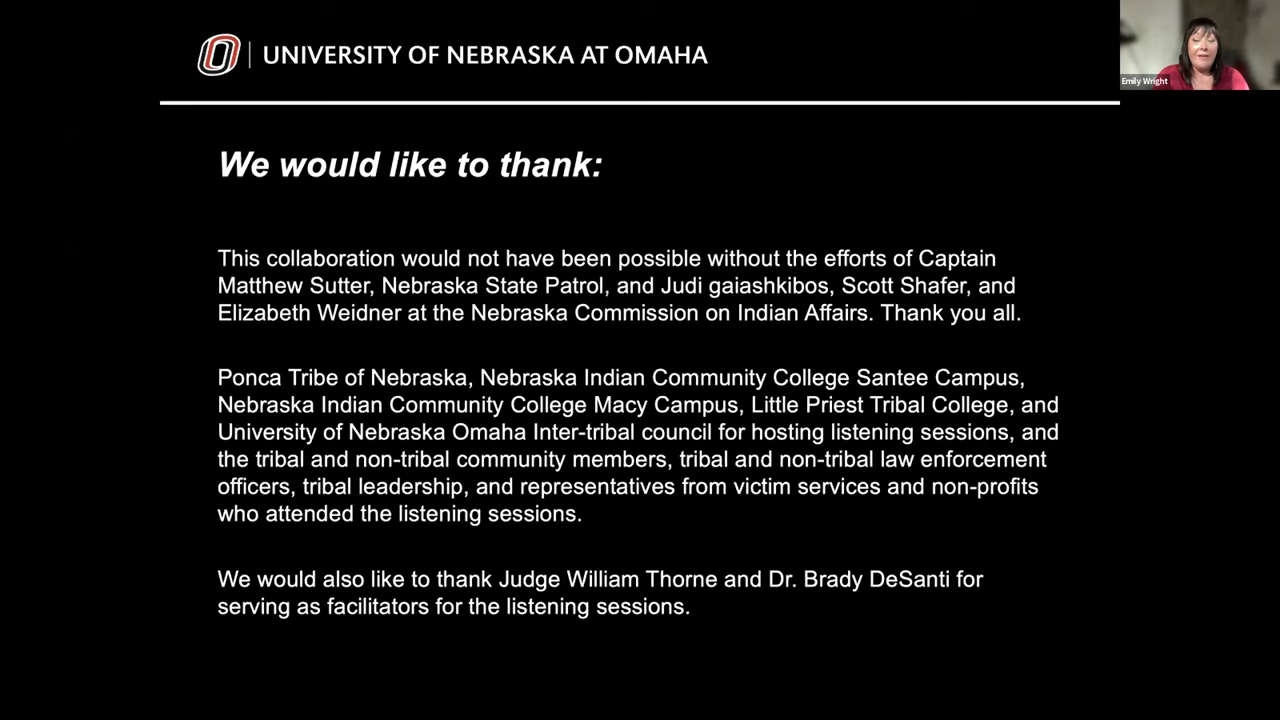 UNIVERSITY OF NEBRASKA AT OMAHA
Emily Wright
We would like to thank:
This collaboration would not have been possible without the efforts of Captain
Matthew Sutter, Nebraska State Patrol, and Judi gaiashkibos, Scott Shafer, and
Elizabeth Weidner at the Nebraska Commission on Indian Affairs. Thank you all.
Ponca Tribe of Nebraska, Nebraska Indian Community College Santee Campus,
Nebraska Indian Community College Macy Campus, Little Priest Tribal College, and
University of Nebraska Omaha Inter-tribal council for hosting listening sessions, and
the tribal and non-tribal community members, tribal and non-tribal law enforcement
officers, tribal leadership, and representatives from victim services and non-profits
who attended the listening sessions.
We would also like to thank Judge William Thorne and Dr. Brady DeSanti for
serving as facilitators for the listening sessions.